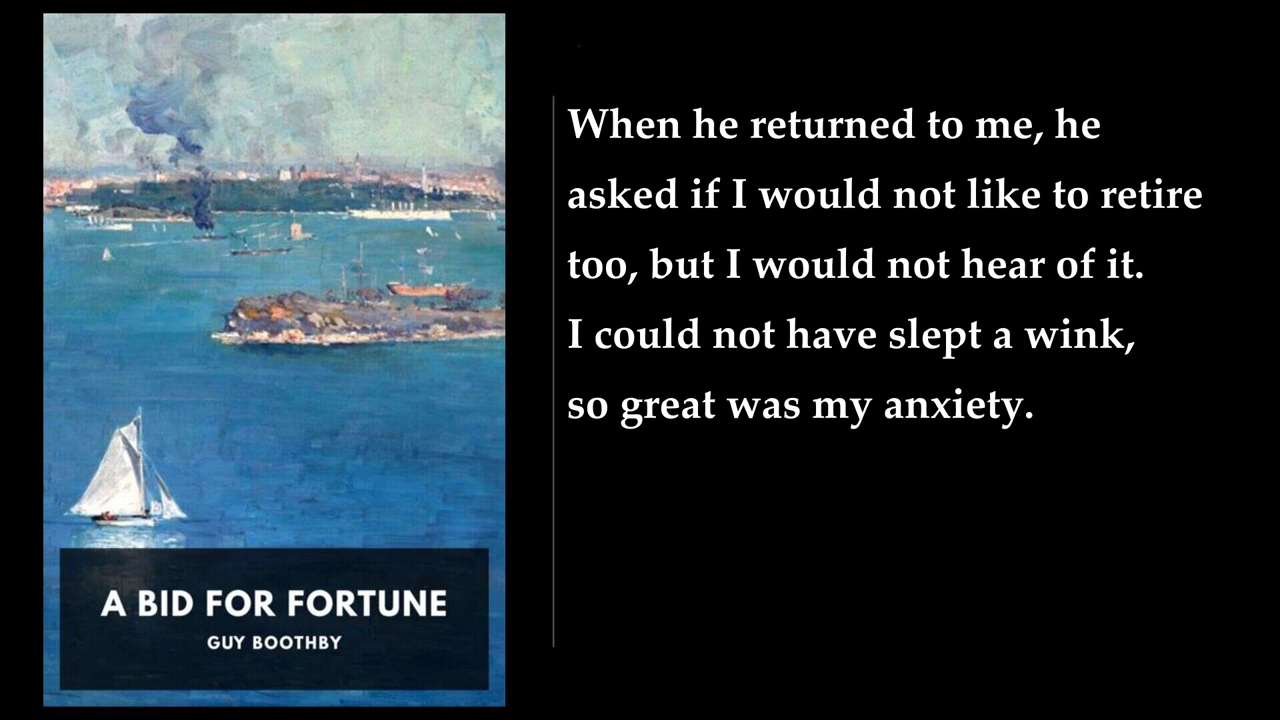 A BID FOR FORTUNE
GUY BOOTHBY
When he returned to me, he
asked if I would not like to retire
too, but I would not hear of it.
I could not have slept a wink,
so great was my anxiety.